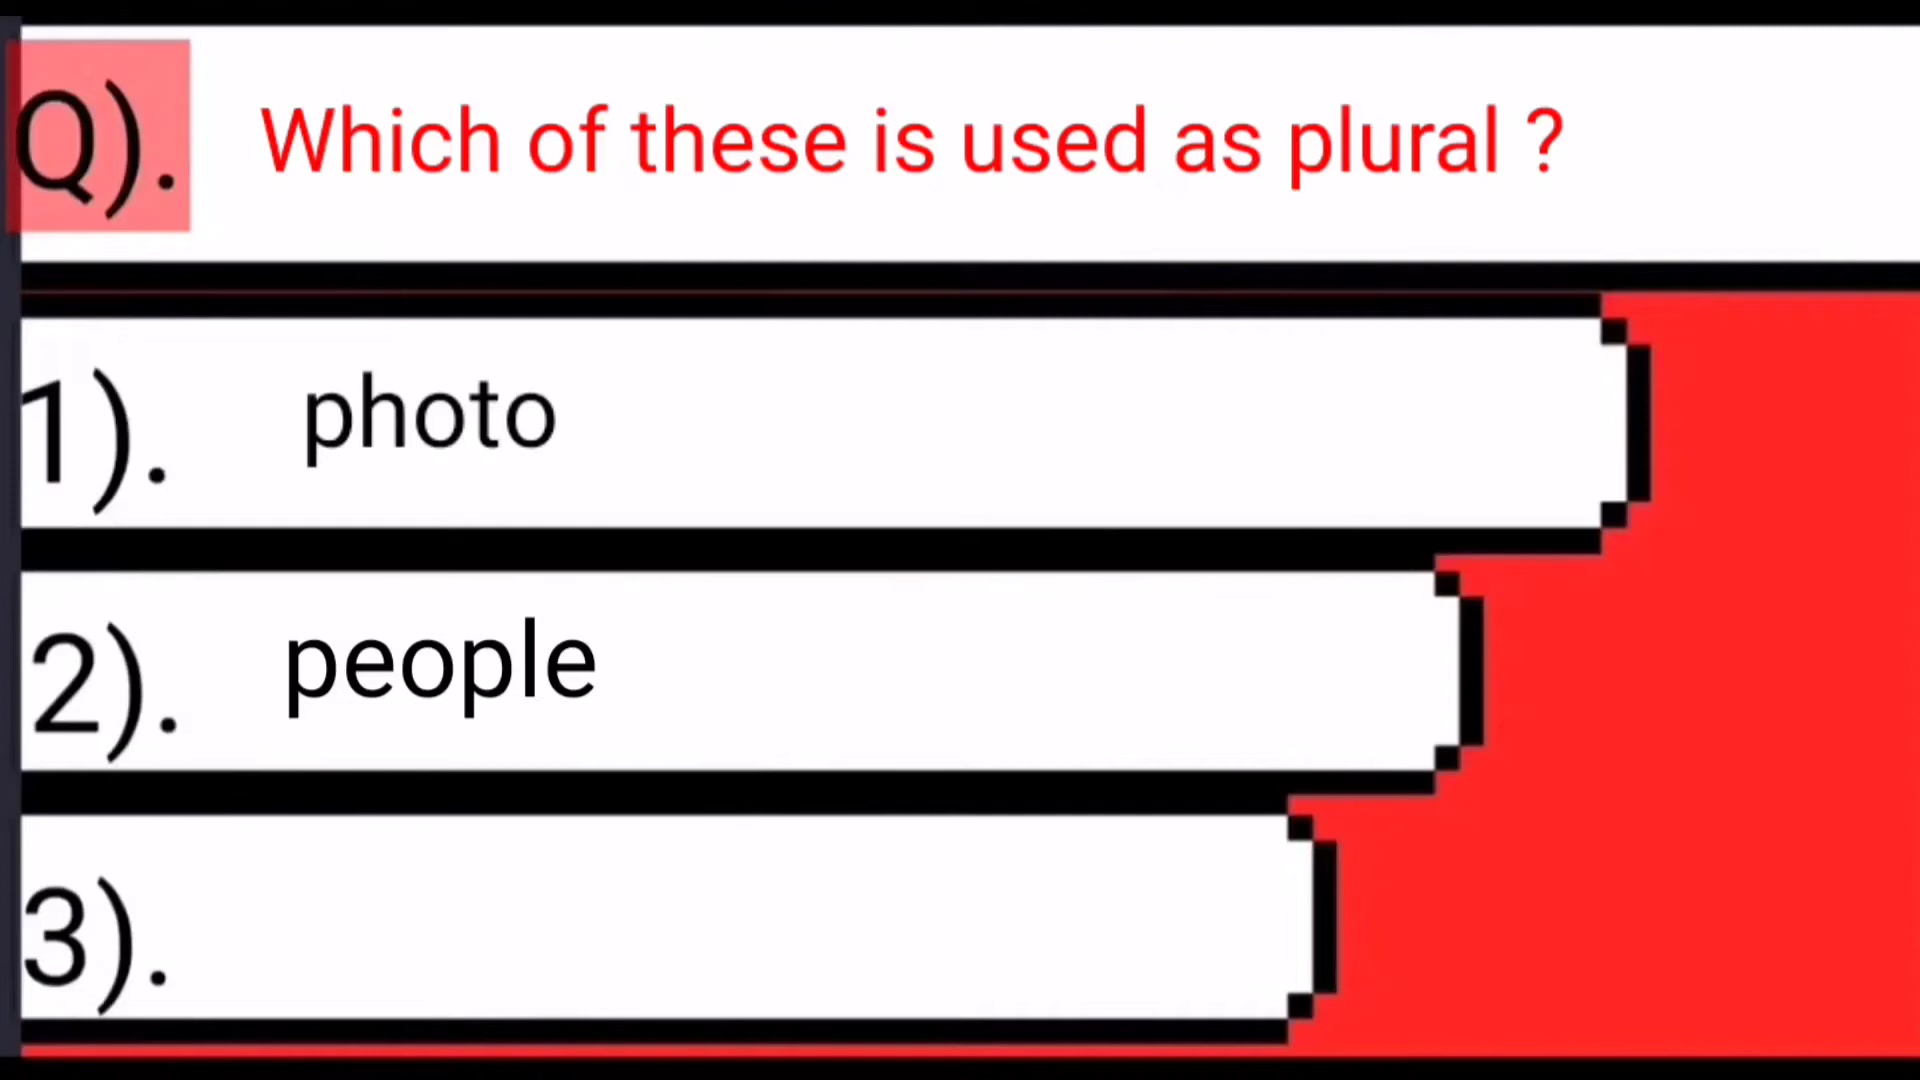 Q). Which of these is used as plural ?
1). photo
2). people
3).